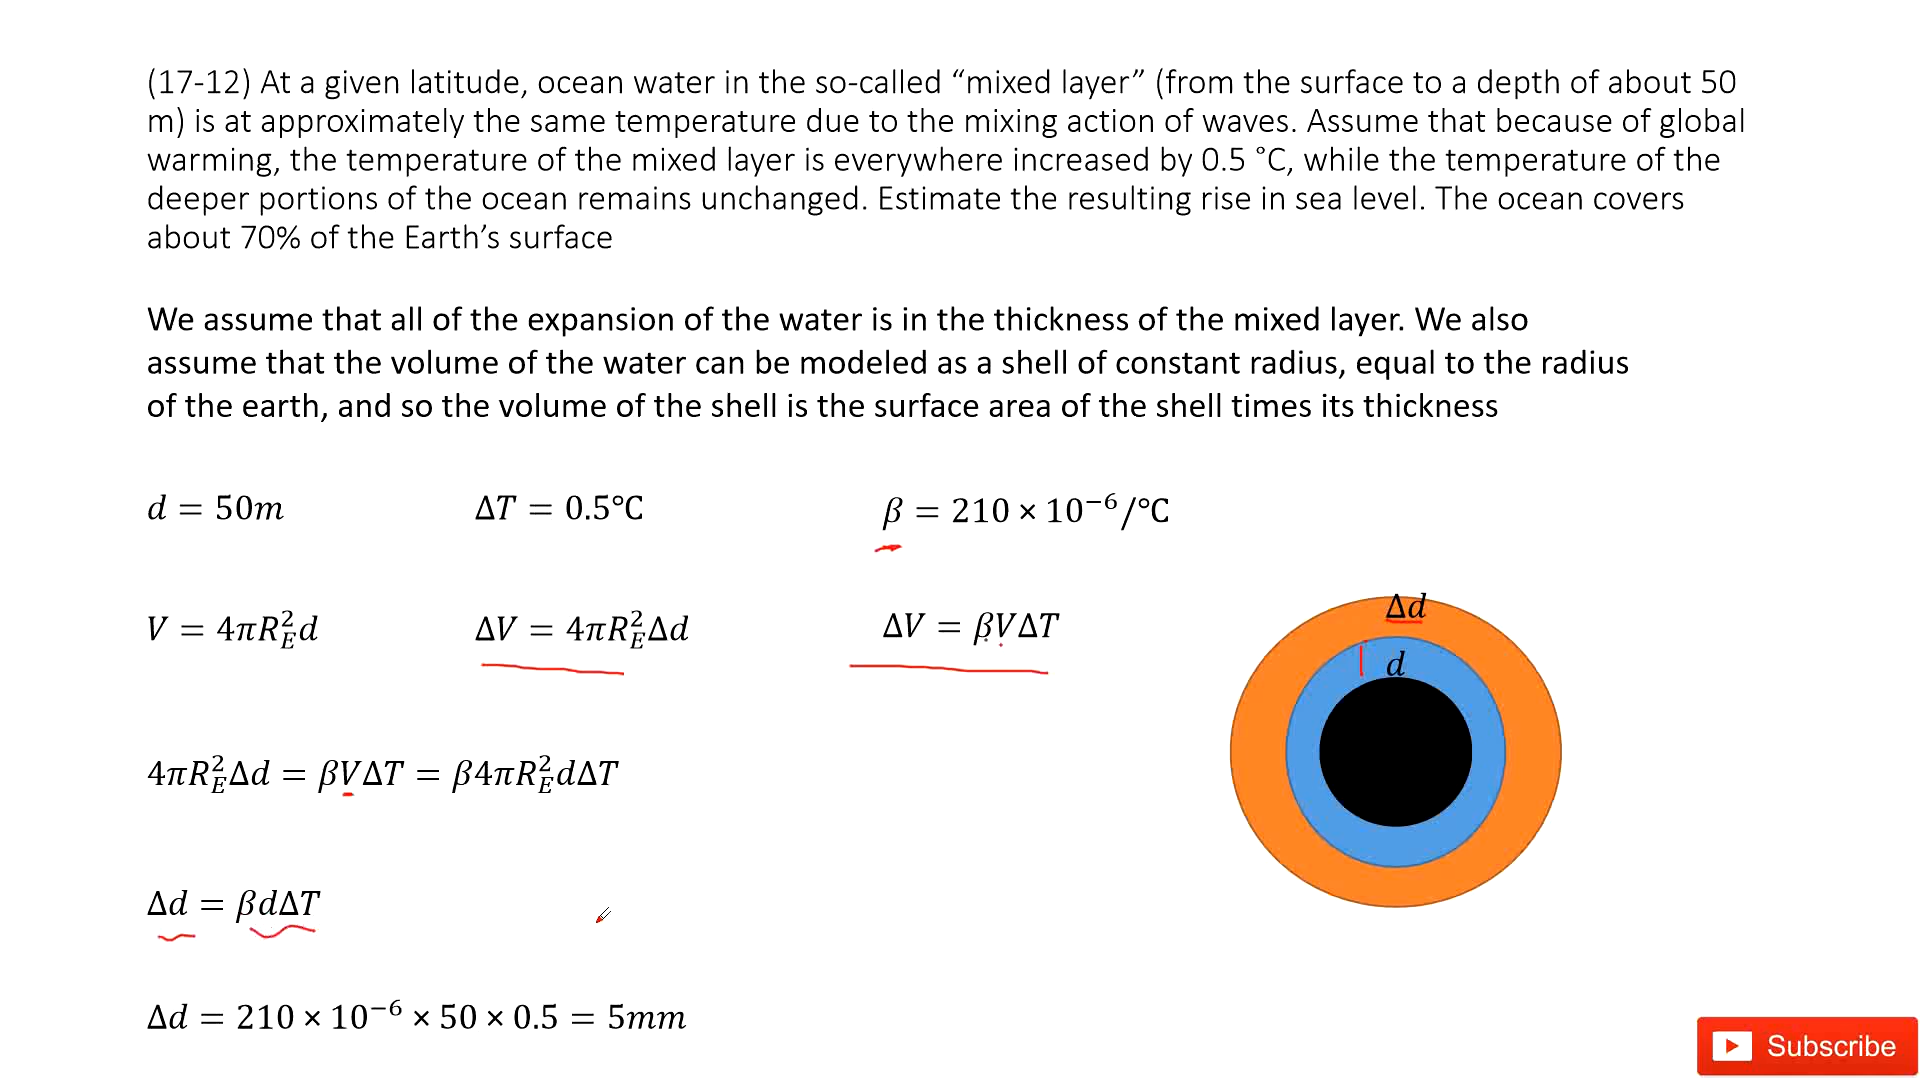 (17-12) At a given latitude, ocean water in the so-called “mixed layer” (from the surface to a depth of about 50
m) is at approximately the same temperature due to the mixing action of waves. Assume that because of global
warming, the temperature of the mixed layer is everywhere increased by 0.5 °C, while the temperature of the
deeper portions of the ocean remains unchanged. Estimate the resulting rise in sea level. The ocean covers
about 70% of the Earth’s surface
We assume that all of the expansion of the water is in the thickness of the mixed layer. We also
assume that the volume of the water can be modeled as a shell of constant radius, equal to the radius
of the earth, and so the volume of the shell is the surface area of the shell times its thickness
d = 50m ΔT = 0.5°C β = 210 × 10⁻⁶/°C
V = 4πR_E²d ΔV = 4πR_E²Δd ΔV = βVΔT
Δd
d
4πR_E²Δd = βVΔT = β4πR_E²dΔT
Δd = βdΔT
Δd = 210 × 10⁻⁶ × 50 × 0.5 = 5mm
Subscribe